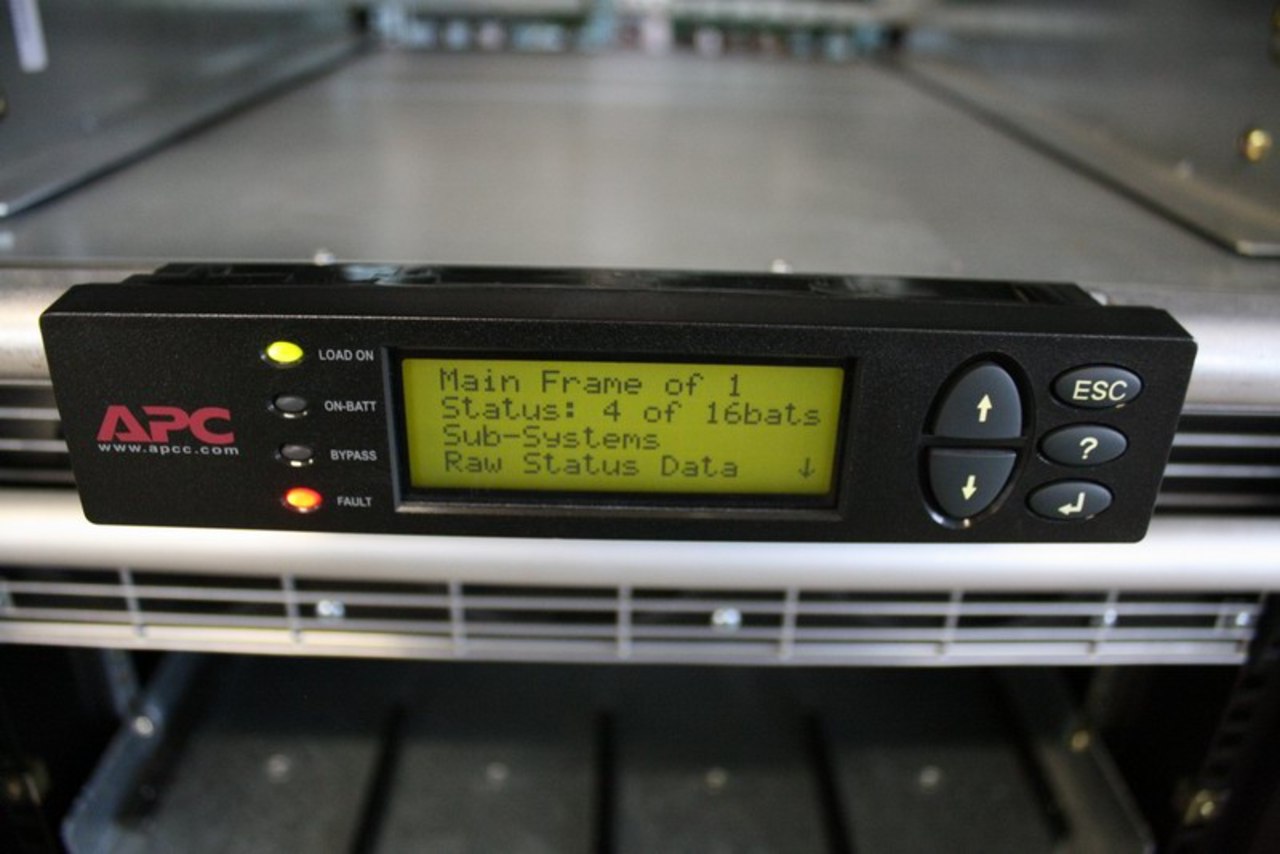 APC
www.apcc.com
LOAD ON
ON-BATT
BYPASS
FAULT
Main Frame of 1
Status: 4 of 16bats
Sub-Systems
Raw Status Data ↓
↑
↓
ESC
?
↵